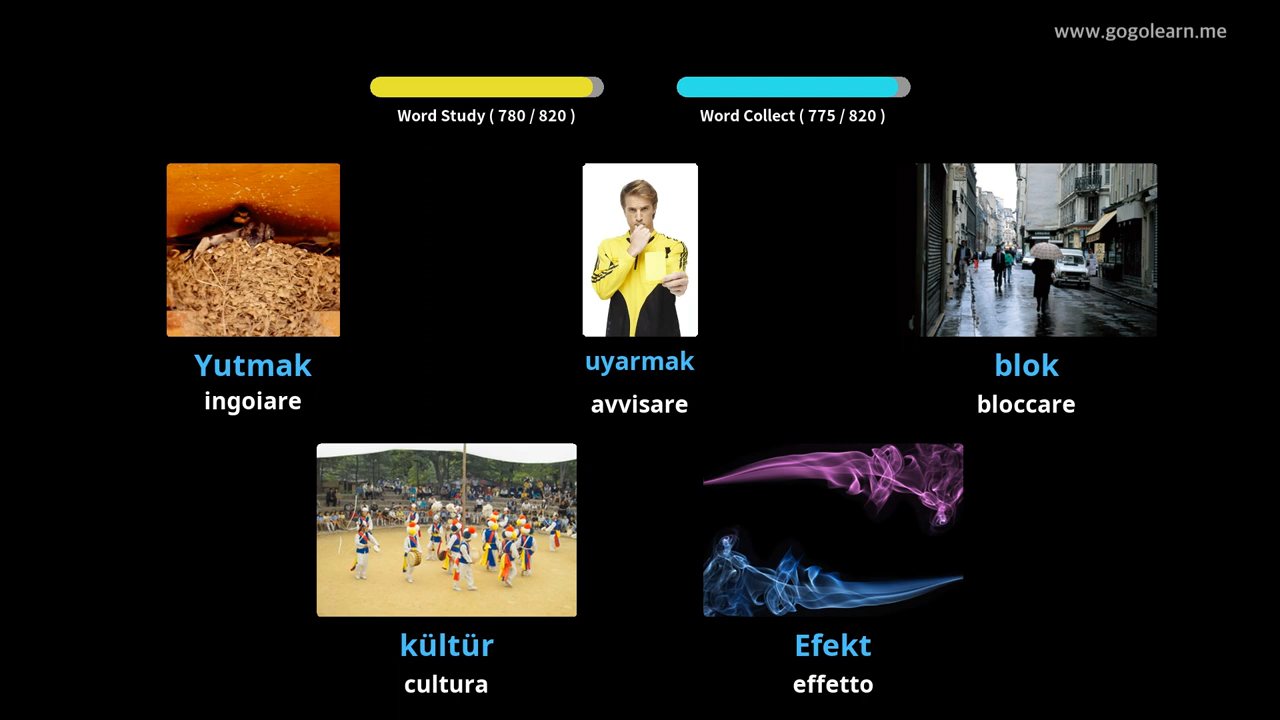 www.gogolearn.me
Word Study ( 780 / 820 )
Word Collect ( 775 / 820 )
Yutmak
ingoiare
uyarmak
avvisare
blok
bloccare
kültür
cultura
Efekt
effetto